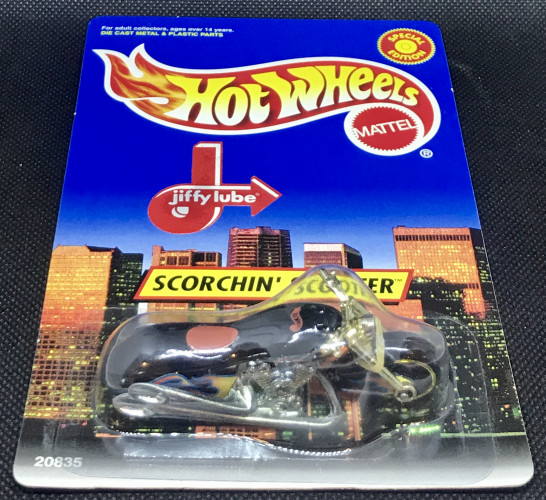 For adult collectors, ages over 14 years.
DIE CAST METAL & PLASTIC PARTS
SPECIAL
EDITION
HOT WHEELS
MATTEL
®
jiffy lube
SCORCHIN' SCOOTER™
20835